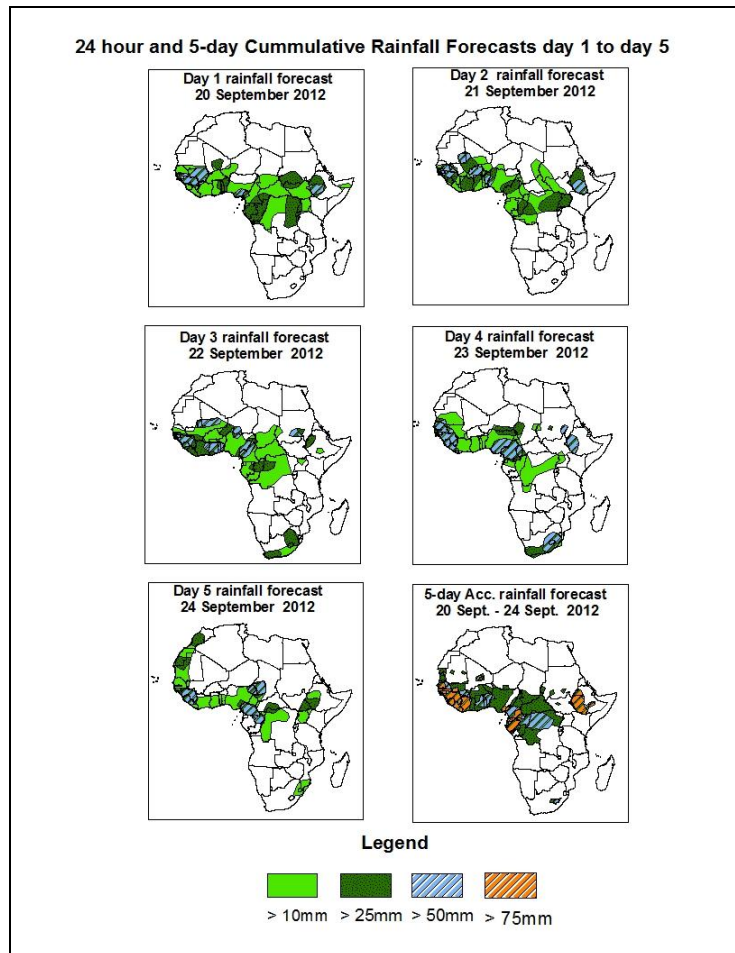 24 hour and 5-day Cummulative Rainfall Forecasts day 1 to day 5
Day 1 rainfall forecast
20 September 2012
Day 2 rainfall forecast
21 September 2012
Day 3 rainfall forecast
22 September 2012
Day 4 rainfall forecast
23 September 2012
Day 5 rainfall forecast
24 September 2012
5-day Acc. rainfall forecast
20 Sept. - 24 Sept. 2012
Legend
> 10mm
> 25mm
> 50mm
> 75mm